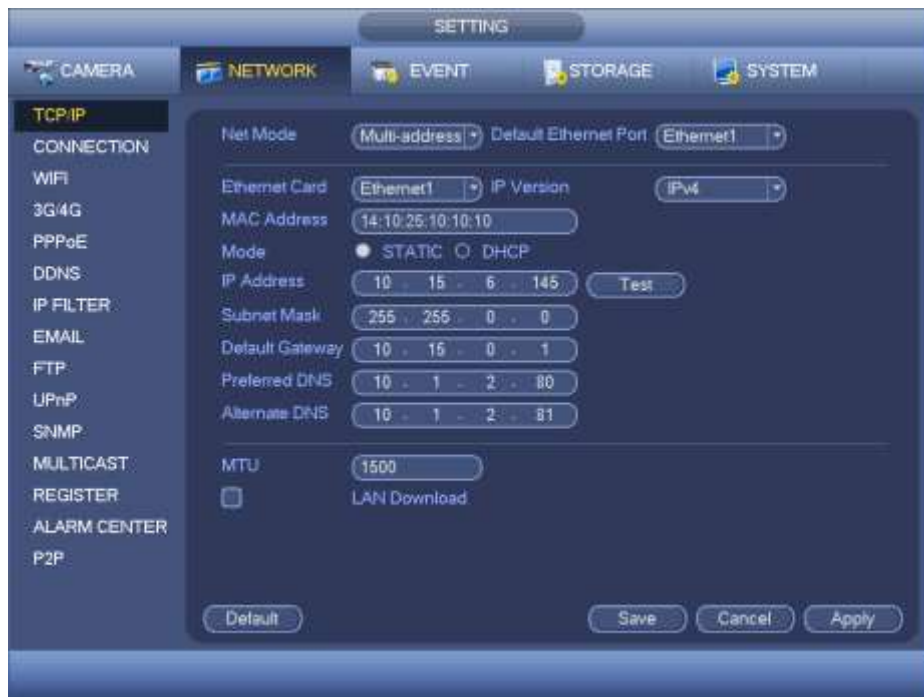 SETTING
CAMERA NETWORK EVENT STORAGE SYSTEM
TCP/IP
CONNECTION
WIFI
3G/4G
PPPoE
DDNS
IP FILTER
EMAIL
FTP
UPnP
SNMP
MULTICAST
REGISTER
ALARM CENTER
P2P
Net Mode Multi-address Default Ethernet Port Ethernet1
Ethernet Card Ethernet1 IP Version IPv4
MAC Address 14:10:25:10:10:10
Mode STATIC DHCP
IP Address 10 . 15 . 6 . 145 Test
Subnet Mask 255 . 255 . 0 . 0
Default Gateway 10 . 15 . 0 . 1
Preferred DNS 10 . 1 . 2 . 80
Alternate DNS 10 . 1 . 2 . 81
MTU 1500
LAN Download
Default Save Cancel Apply